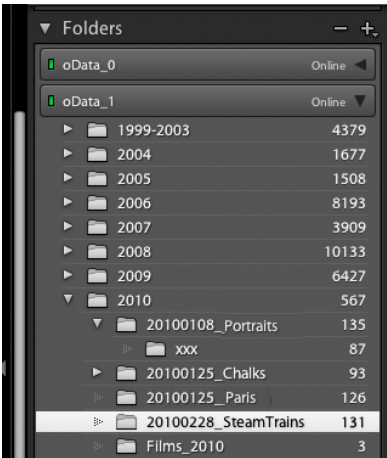 Folders
oData_0 Online
oData_1 Online
1999-2003 4379
2004 1677
2005 1508
2006 8193
2007 3909
2008 10133
2009 6427
2010 567
20100108_Portraits 135
xxx 87
20100125_Chalks 93
20100125_Paris 126
20100228_SteamTrains 131
Films_2010 3